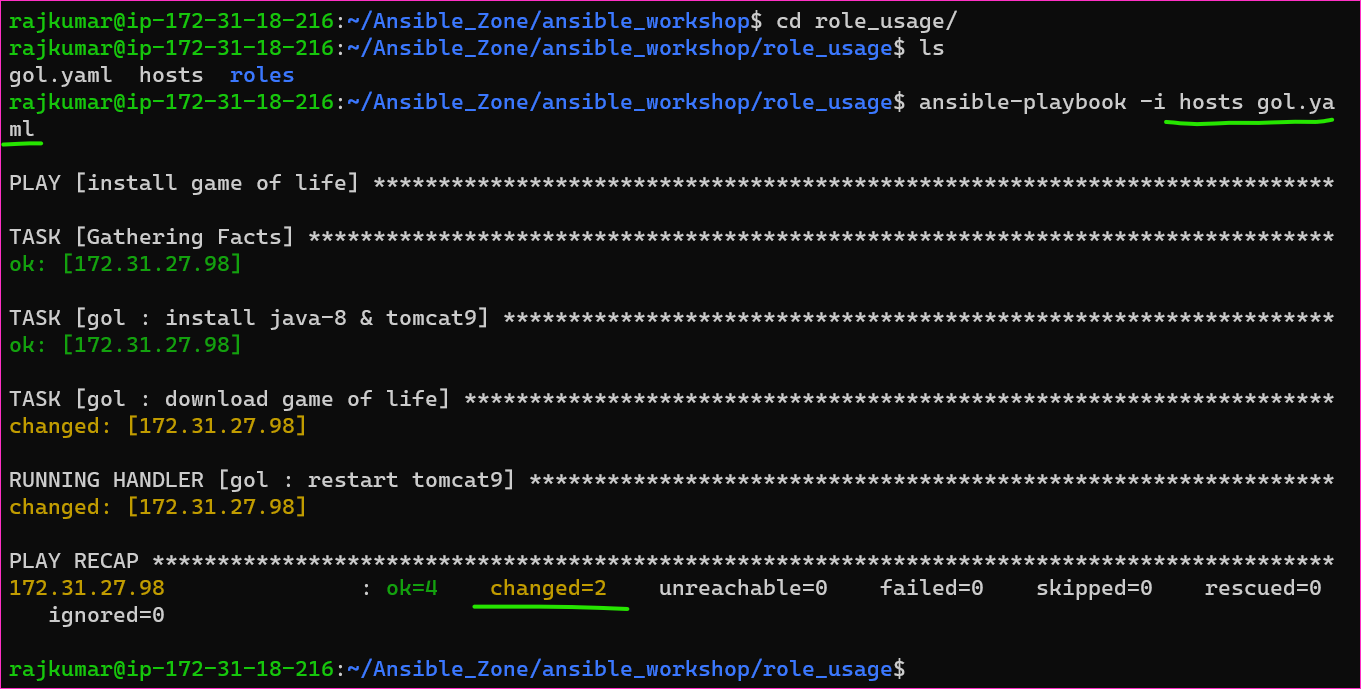 rajkumar@ip-172-31-18-216:~/Ansible_Zone/ansible_workshop$ cd role_usage/
rajkumar@ip-172-31-18-216:~/Ansible_Zone/ansible_workshop/role_usage$ ls
gol.yaml  hosts  roles
rajkumar@ip-172-31-18-216:~/Ansible_Zone/ansible_workshop/role_usage$ ansible-playbook -i hosts gol.ya
ml
PLAY [install game of life] **************************************************************************
TASK [Gathering Facts] *******************************************************************************
ok: [172.31.27.98]
TASK [gol : install java-8 & tomcat9] ****************************************************************
ok: [172.31.27.98]
TASK [gol : download game of life] *******************************************************************
changed: [172.31.27.98]
RUNNING HANDLER [gol : restart tomcat9] **************************************************************
changed: [172.31.27.98]
PLAY RECAP *******************************************************************************************
172.31.27.98               : ok=4    changed=2    unreachable=0    failed=0    skipped=0    rescued=0
   ignored=0
rajkumar@ip-172-31-18-216:~/Ansible_Zone/ansible_workshop/role_usage$